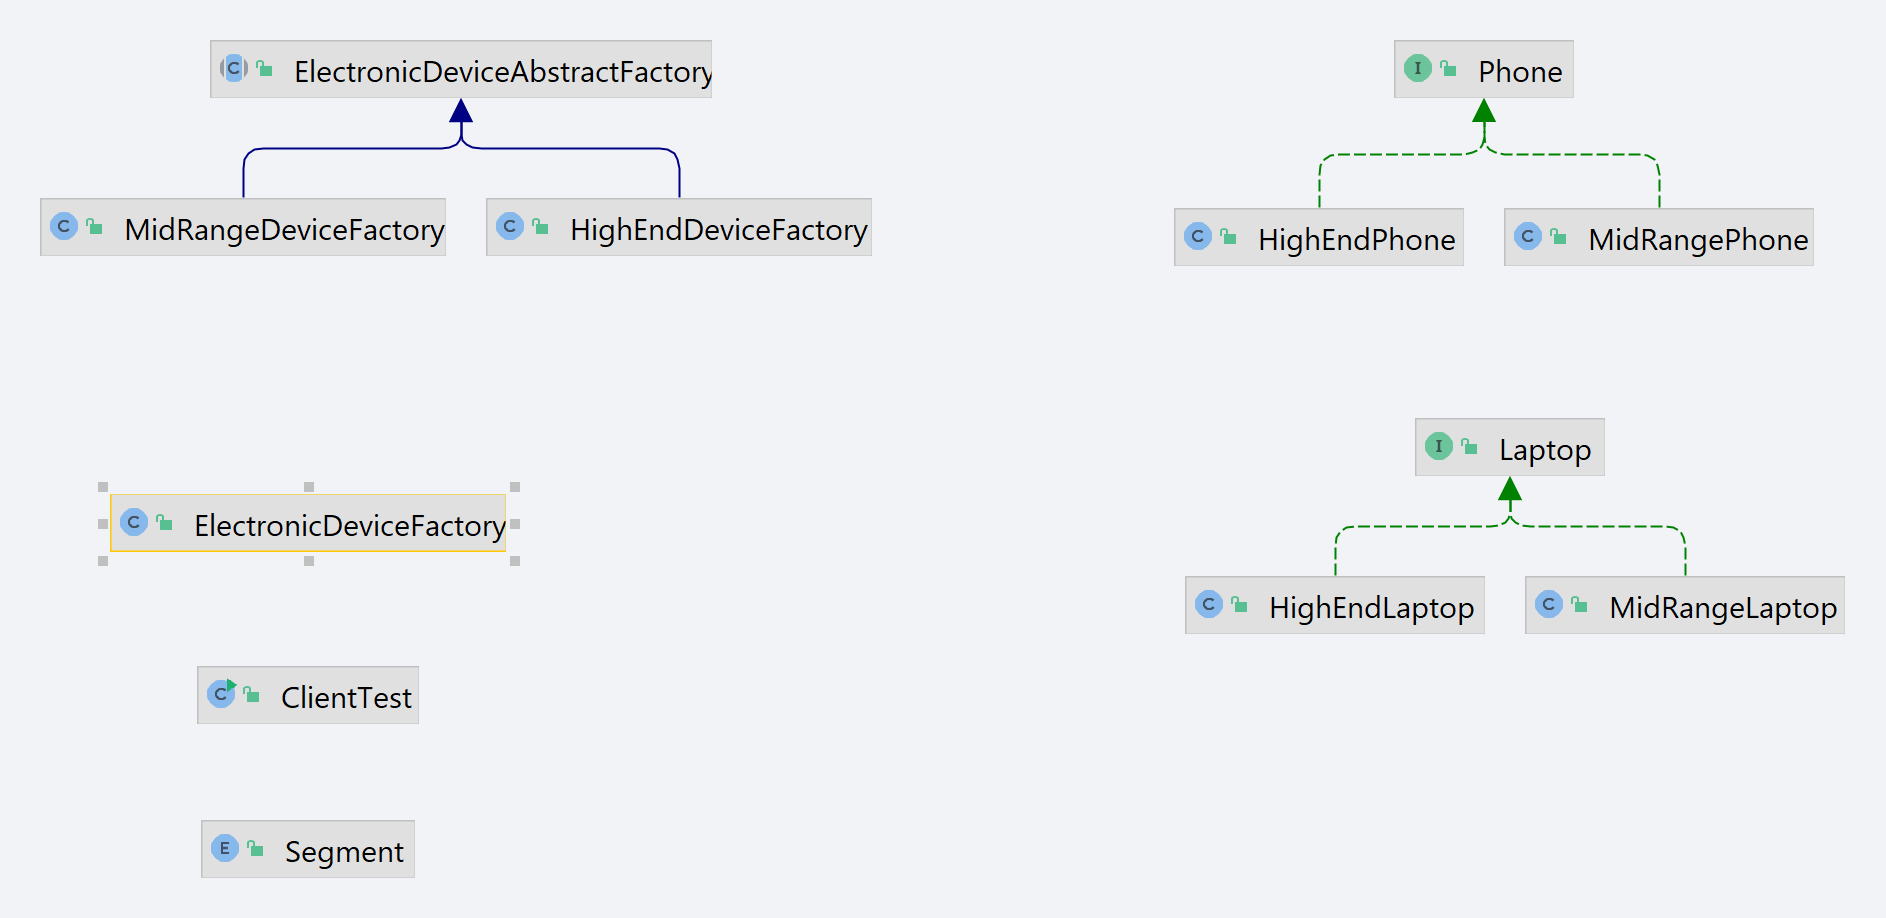 C ElectronicDeviceAbstractFactory
I Phone
C MidRangeDeviceFactory
C HighEndDeviceFactory
C HighEndPhone
C MidRangePhone
I Laptop
C ElectronicDeviceFactory
C HighEndLaptop
C MidRangeLaptop
C ClientTest
E Segment